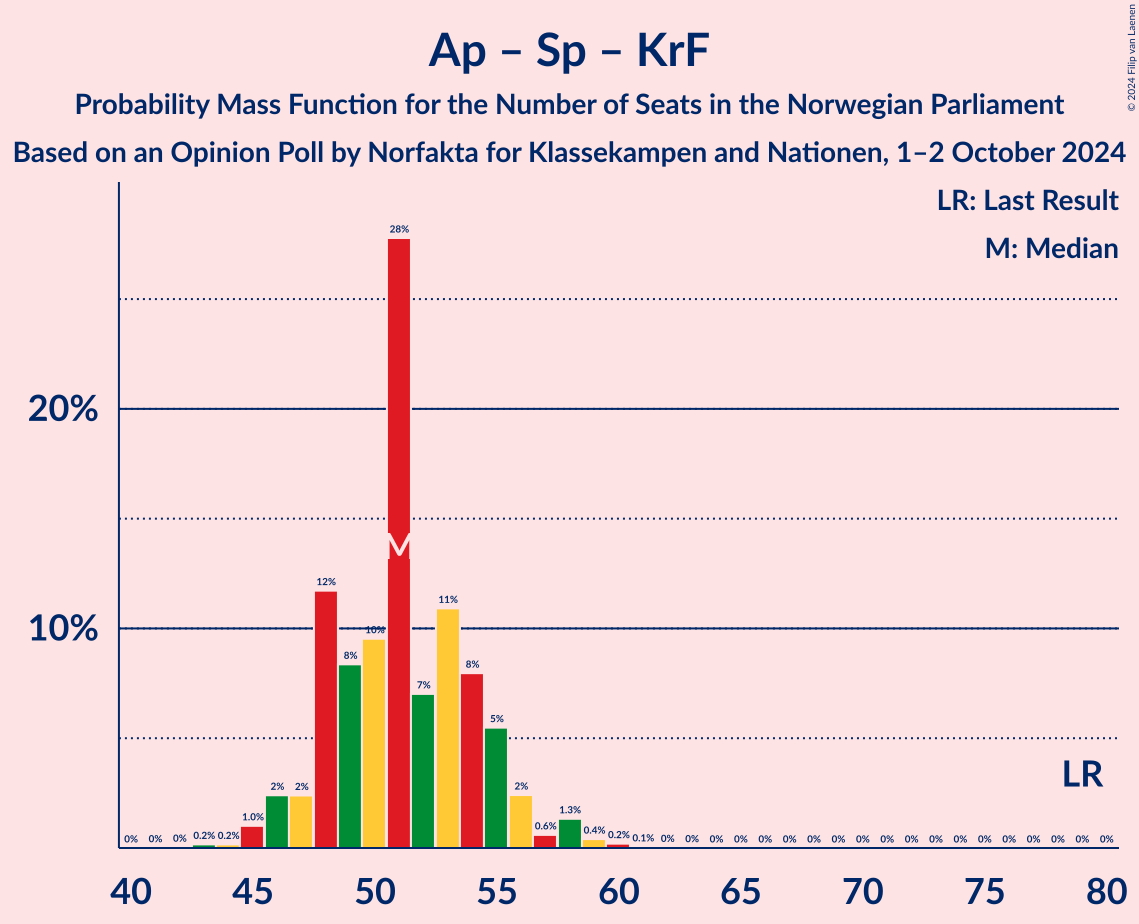 Ap – Sp – KrF
Probability Mass Function for the Number of Seats in the Norwegian Parliament
Based on an Opinion Poll by Norfakta for Klassekampen and Nationen, 1–2 October 2024
© 2024 Filip van Laenen
LR: Last Result
M: Median
28%
20%
M
12%
11%
10%
10%
8%
8%
7%
5%
LR
2%
2%
2%
1.3%
1.0%
0.6%
0.4%
0% 0% 0% 0.2% 0.2% 0.2% 0.1% 0% 0% 0% 0% 0% 0% 0% 0% 0% 0% 0% 0% 0% 0% 0% 0% 0% 0% 0%
40 45 50 55 60 65 70 75 80